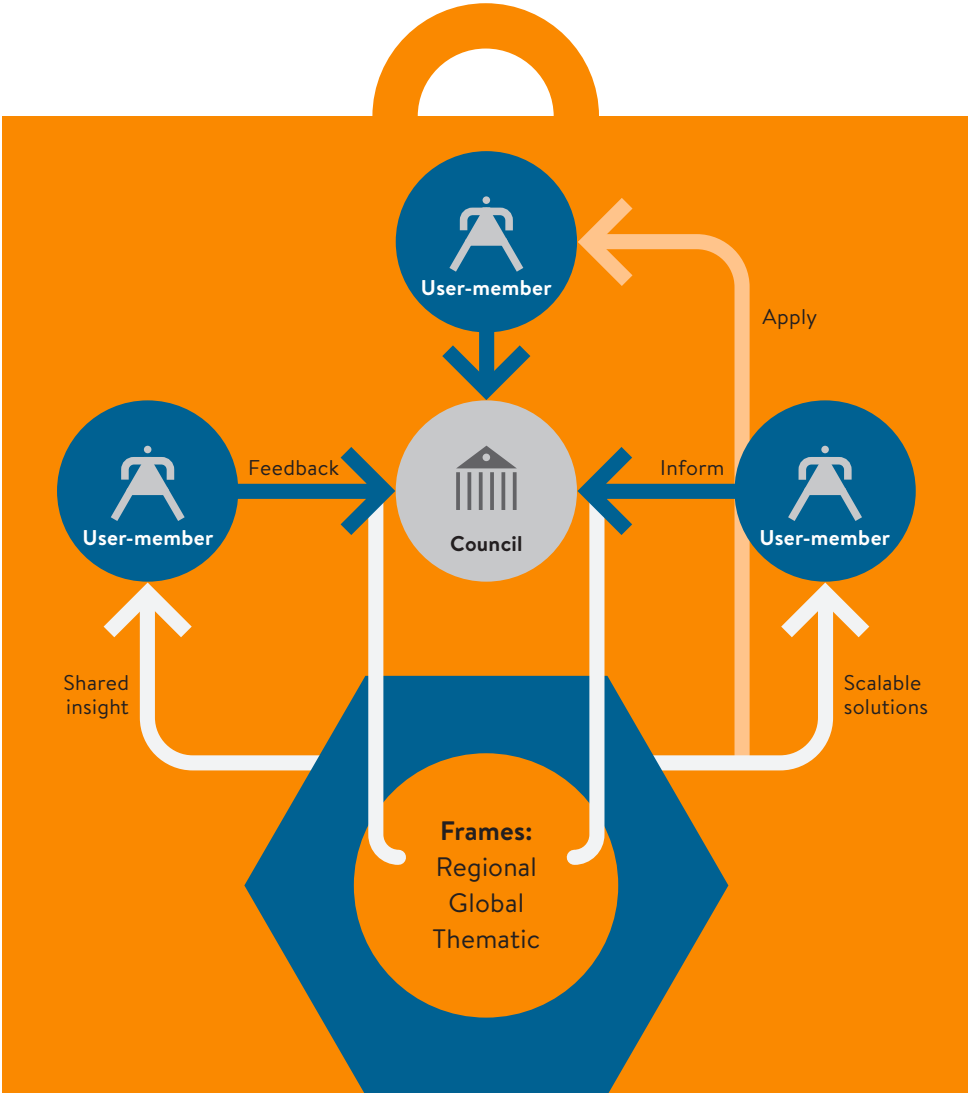 User-member
Apply
Feedback
Inform
User-member
Council
User-member
Shared
insight
Scalable
solutions
Frames:
Regional
Global
Thematic